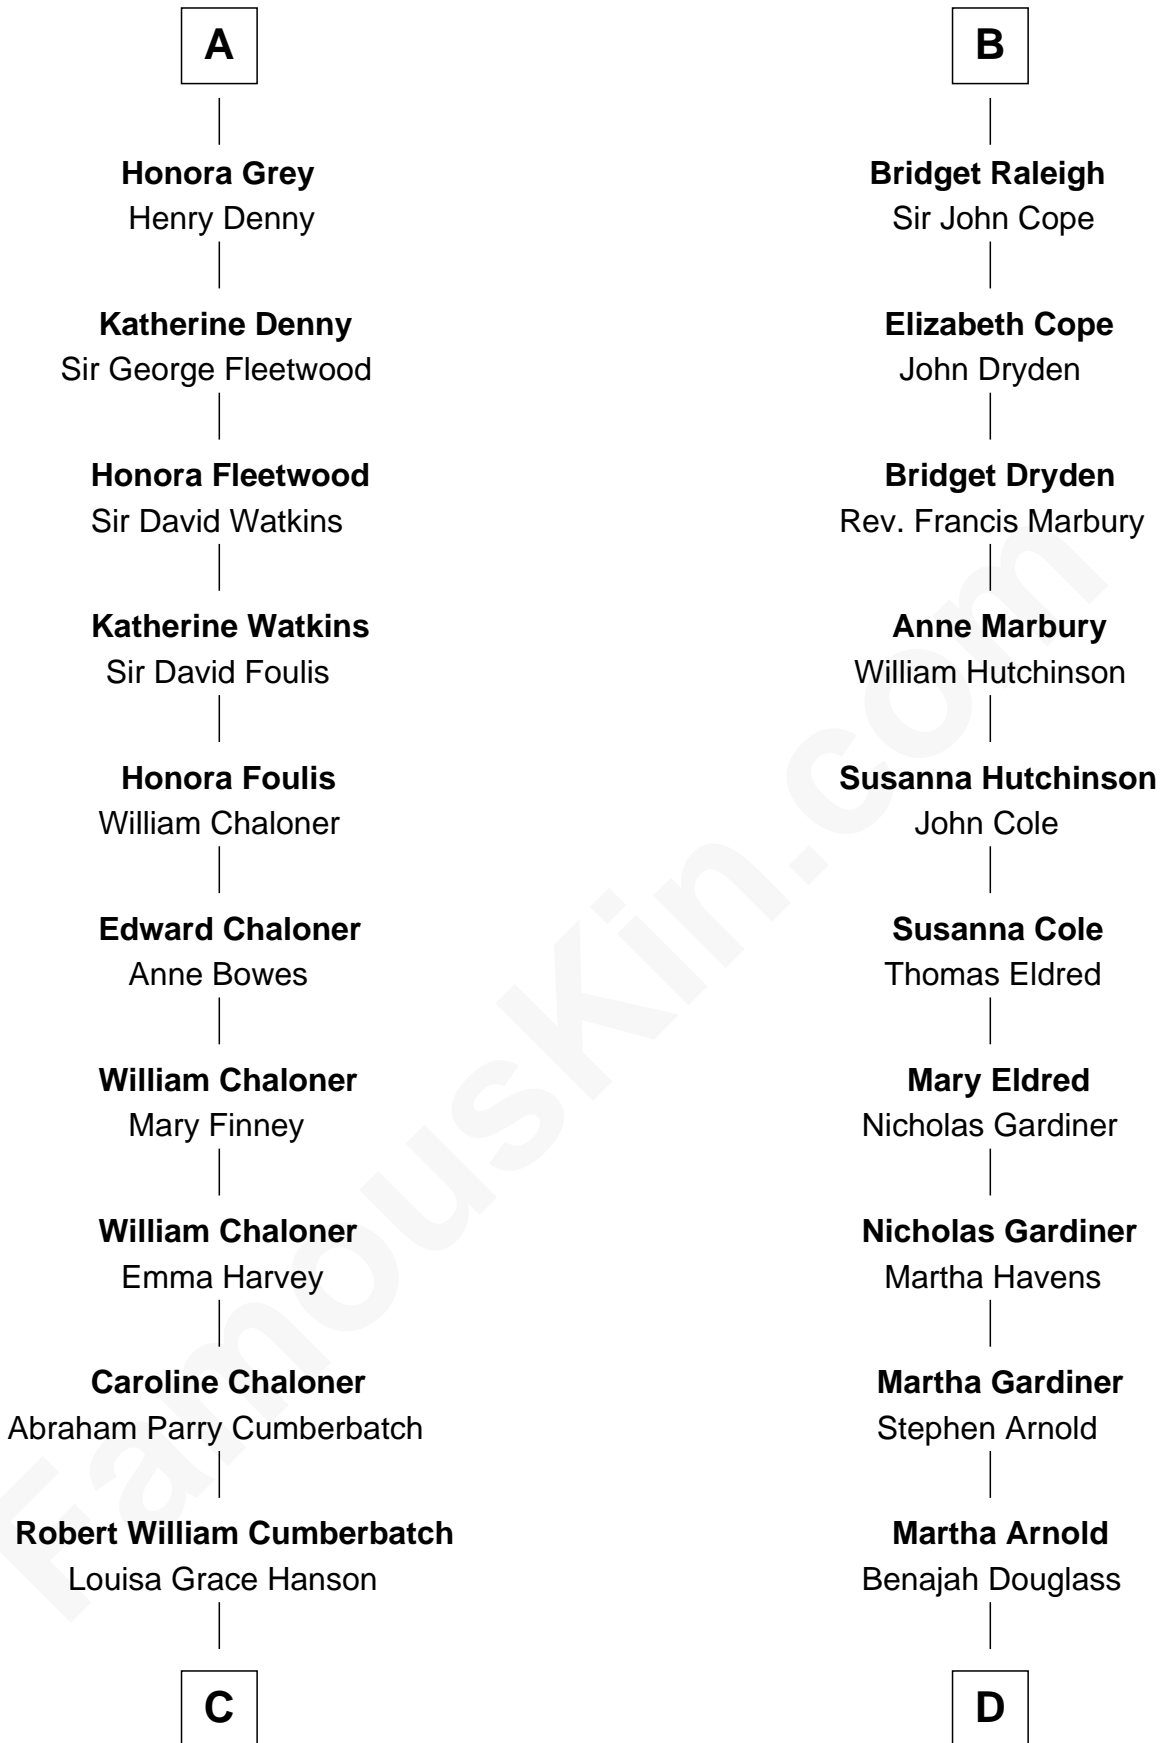 A
Honora Grey
Henry Denny
Katherine Denny
Sir George Fleetwood
Honora Fleetwood
Sir David Watkins
Katherine Watkins
Sir David Foulis
Honora Foulis
William Chaloner
Edward Chaloner
Anne Bowes
William Chaloner
Mary Finney
William Chaloner
Emma Harvey
Caroline Chaloner
Abraham Parry Cumberbatch
Robert William Cumberbatch
Louisa Grace Hanson
C
B
Bridget Raleigh
Sir John Cope
Elizabeth Cope
John Dryden
Bridget Dryden
Rev. Francis Marbury
Anne Marbury
William Hutchinson
Susanna Hutchinson
John Cole
Susanna Cole
Thomas Eldred
Mary Eldred
Nicholas Gardiner
Nicholas Gardiner
Martha Havens
Martha Gardiner
Stephen Arnold
Martha Arnold
Benajah Douglass
D
FamousKin.com